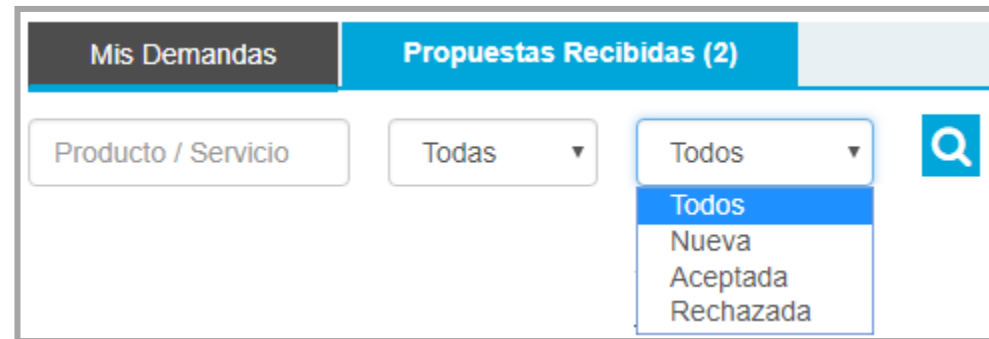 Mis Demandas
Propuestas Recibidas (2)
Producto / Servicio
Todas
Todos
Todos
Nueva
Aceptada
Rechazada